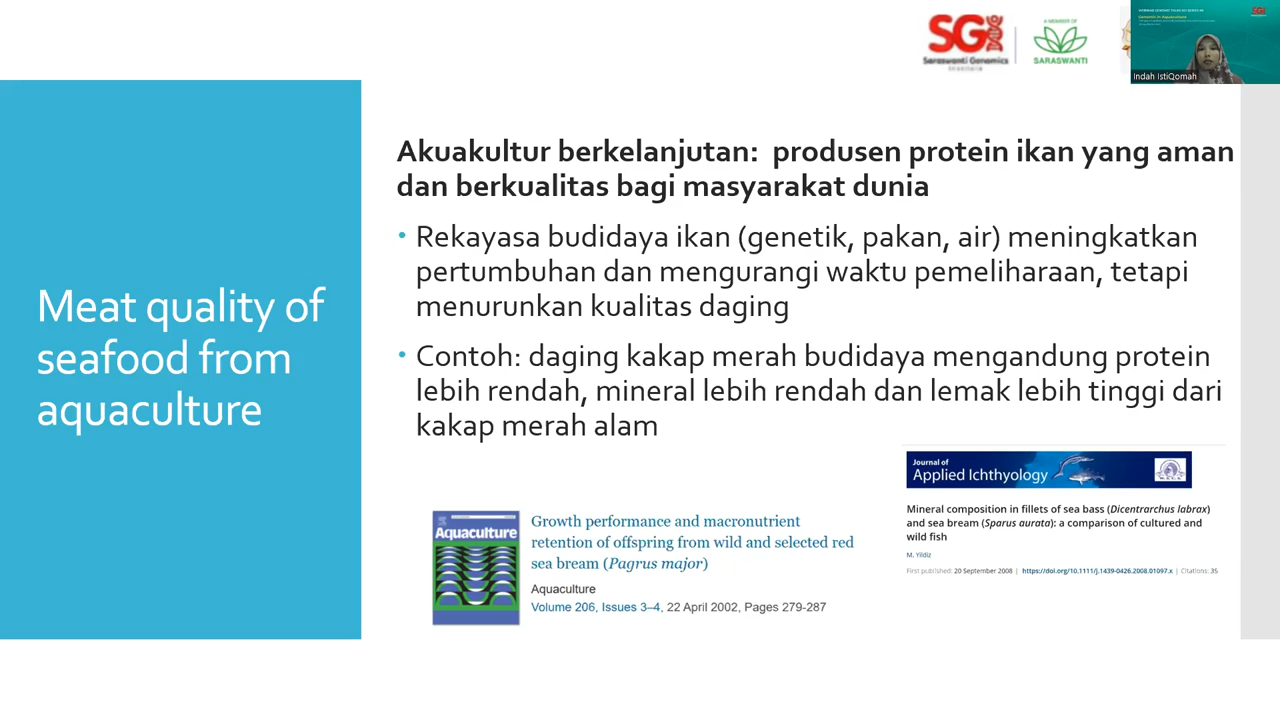 SG
Saraswanti Genomics
A MEMBER OF
SARASWANTI
Genomic in Aquaculture
SGi
Indah IstiQomah
Meat quality of
seafood from
aquaculture
Akuakultur berkelanjutan: produsen protein ikan yang aman
dan berkualitas bagi masyarakat dunia
• Rekayasa budidaya ikan (genetik, pakan, air) meningkatkan
pertumbuhan dan mengurangi waktu pemeliharaan, tetapi
menurunkan kualitas daging
• Contoh: daging kakap merah budidaya mengandung protein
lebih rendah, mineral lebih rendah dan lemak lebih tinggi dari
kakap merah alam
Aquaculture
Growth performance and macronutrient
retention of offspring from wild and selected red
sea bream (Pagrus major)
Aquaculture
Volume 206, Issues 3–4, 22 April 2002, Pages 279-287
Journal of
Applied Ichthyology
Mineral composition in fillets of sea bass (Dicentrarchus labrax)
and sea bream (Sparus aurata): a comparison of cultured and
wild fish
M. Yildiz
First published: 20 September 2008 | https://doi.org/10.1111/j.1439-0426.2008.01097.x | Citations: 35